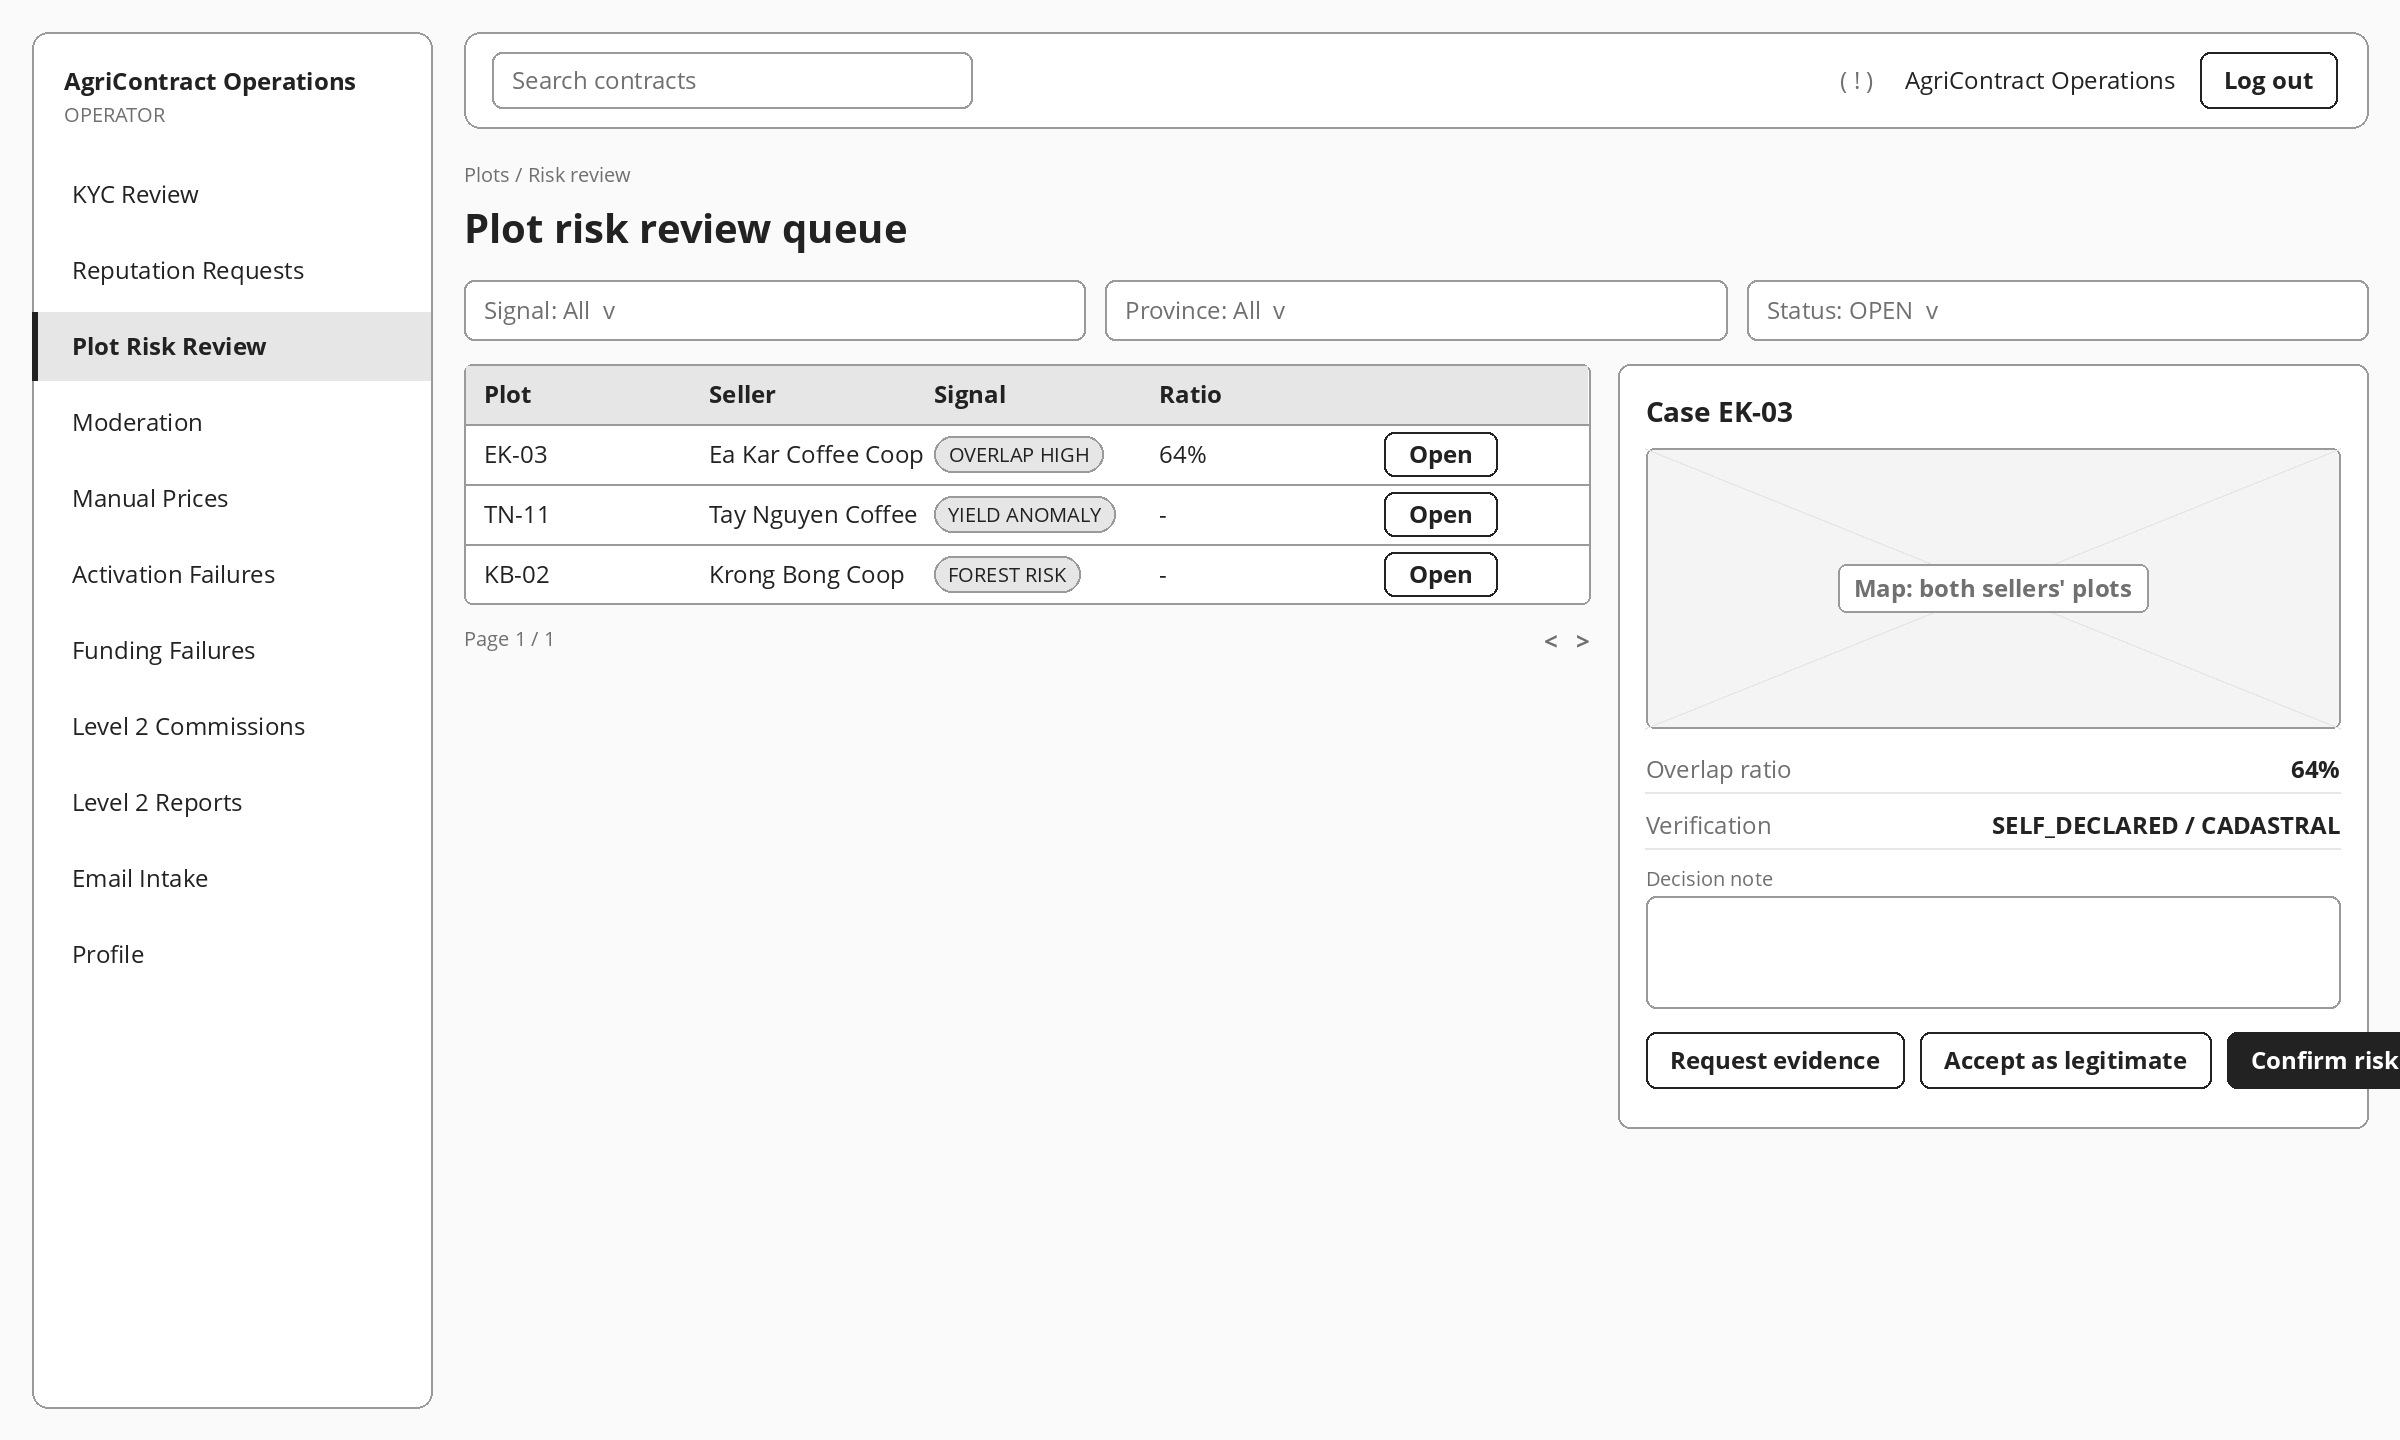 AgriContract Operations
OPERATOR
KYC Review
Reputation Requests
Plot Risk Review
Moderation
Manual Prices
Activation Failures
Funding Failures
Level 2 Commissions
Level 2 Reports
Email Intake
Profile
Search contracts
(!) AgriContract Operations Log out
Plots / Risk review
Plot risk review queue
Signal: All v Province: All v Status: OPEN v
Plot Seller Signal Ratio
EK-03 Ea Kar Coffee Coop OVERLAP HIGH 64% Open
TN-11 Tay Nguyen Coffee YIELD ANOMALY - Open
KB-02 Krong Bong Coop FOREST RISK - Open
Page 1 / 1 < >
Case EK-03
Map: both sellers' plots
Overlap ratio 64%
Verification SELF_DECLARED / CADASTRAL
Decision note
Request evidence Accept as legitimate Confirm risk